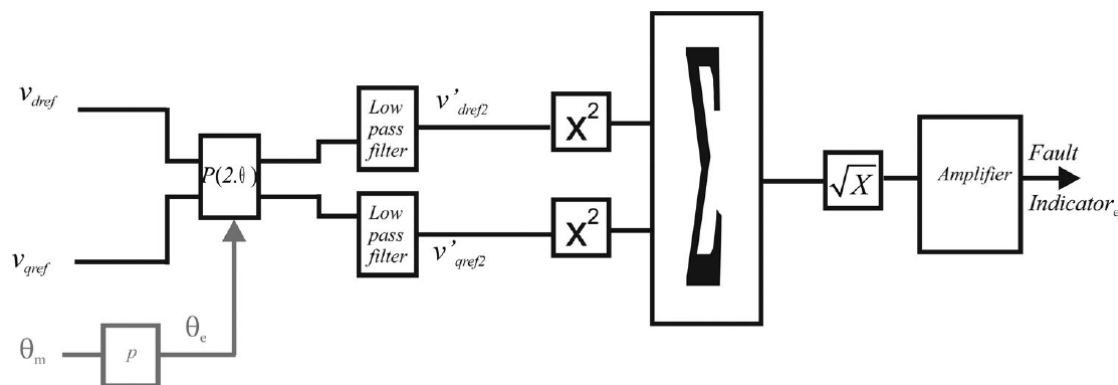 v_dref
v_qref
θ_m
p
θ_e
P(2.θ)
Low
pass
filter
v'_dref2
Low
pass
filter
v'_qref2
X²
X²
Σ
√X
Amplifier
Fault
Indicator_e